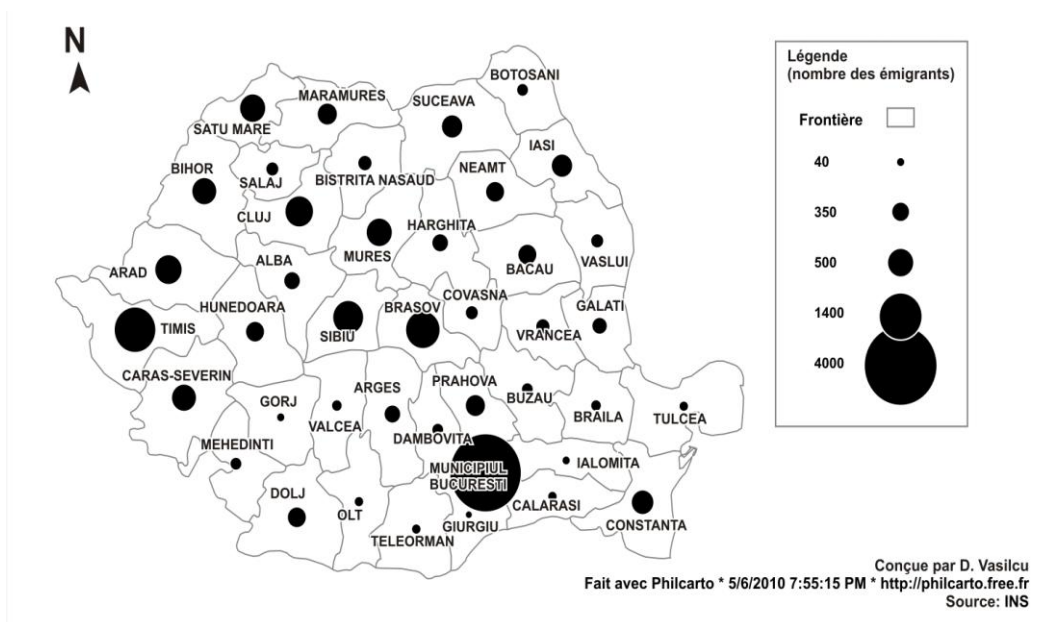 N
BOTOSANI
MARAMURES
SUCEAVA
SATU MARE
IASI
BIHOR
SALAJ
BISTRITA NASAUD
NEAMT
CLUJ
HARGHITA
MURES
VASLUI
ALBA
BACAU
ARAD
COVASNA
HUNEDOARA
BRASOV
GALATI
TIMIS
SIBIU
VRANCEA
CARAS-SEVERIN
ARGES
PRAHOVA
GORJ
BUZAU
VALCEA
BRAILA
TULCEA
DAMBOVITA
MEHEDINTI
MUNICIPIUL
BUCURESTI
IALOMITA
DOLJ
CALARASI
OLT
GIURGIU
CONSTANTA
TELEORMAN
Légende
(nombre des émigrants)
Frontière
40
350
500
1400
4000
Conçue par D. Vasilcu
Fait avec Philcarto * 5/6/2010 7:55:15 PM * http://philcarto.free.fr
Source: INS